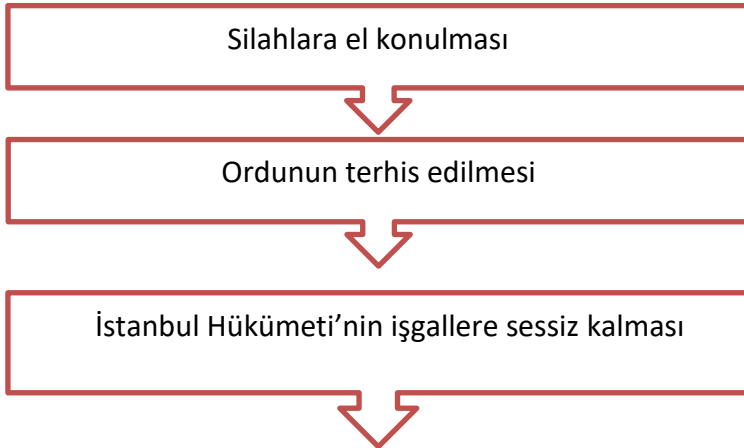 Silahlara el konulması
Ordunun terhis edilmesi
İstanbul Hükümeti’nin işgallere sessiz kalması